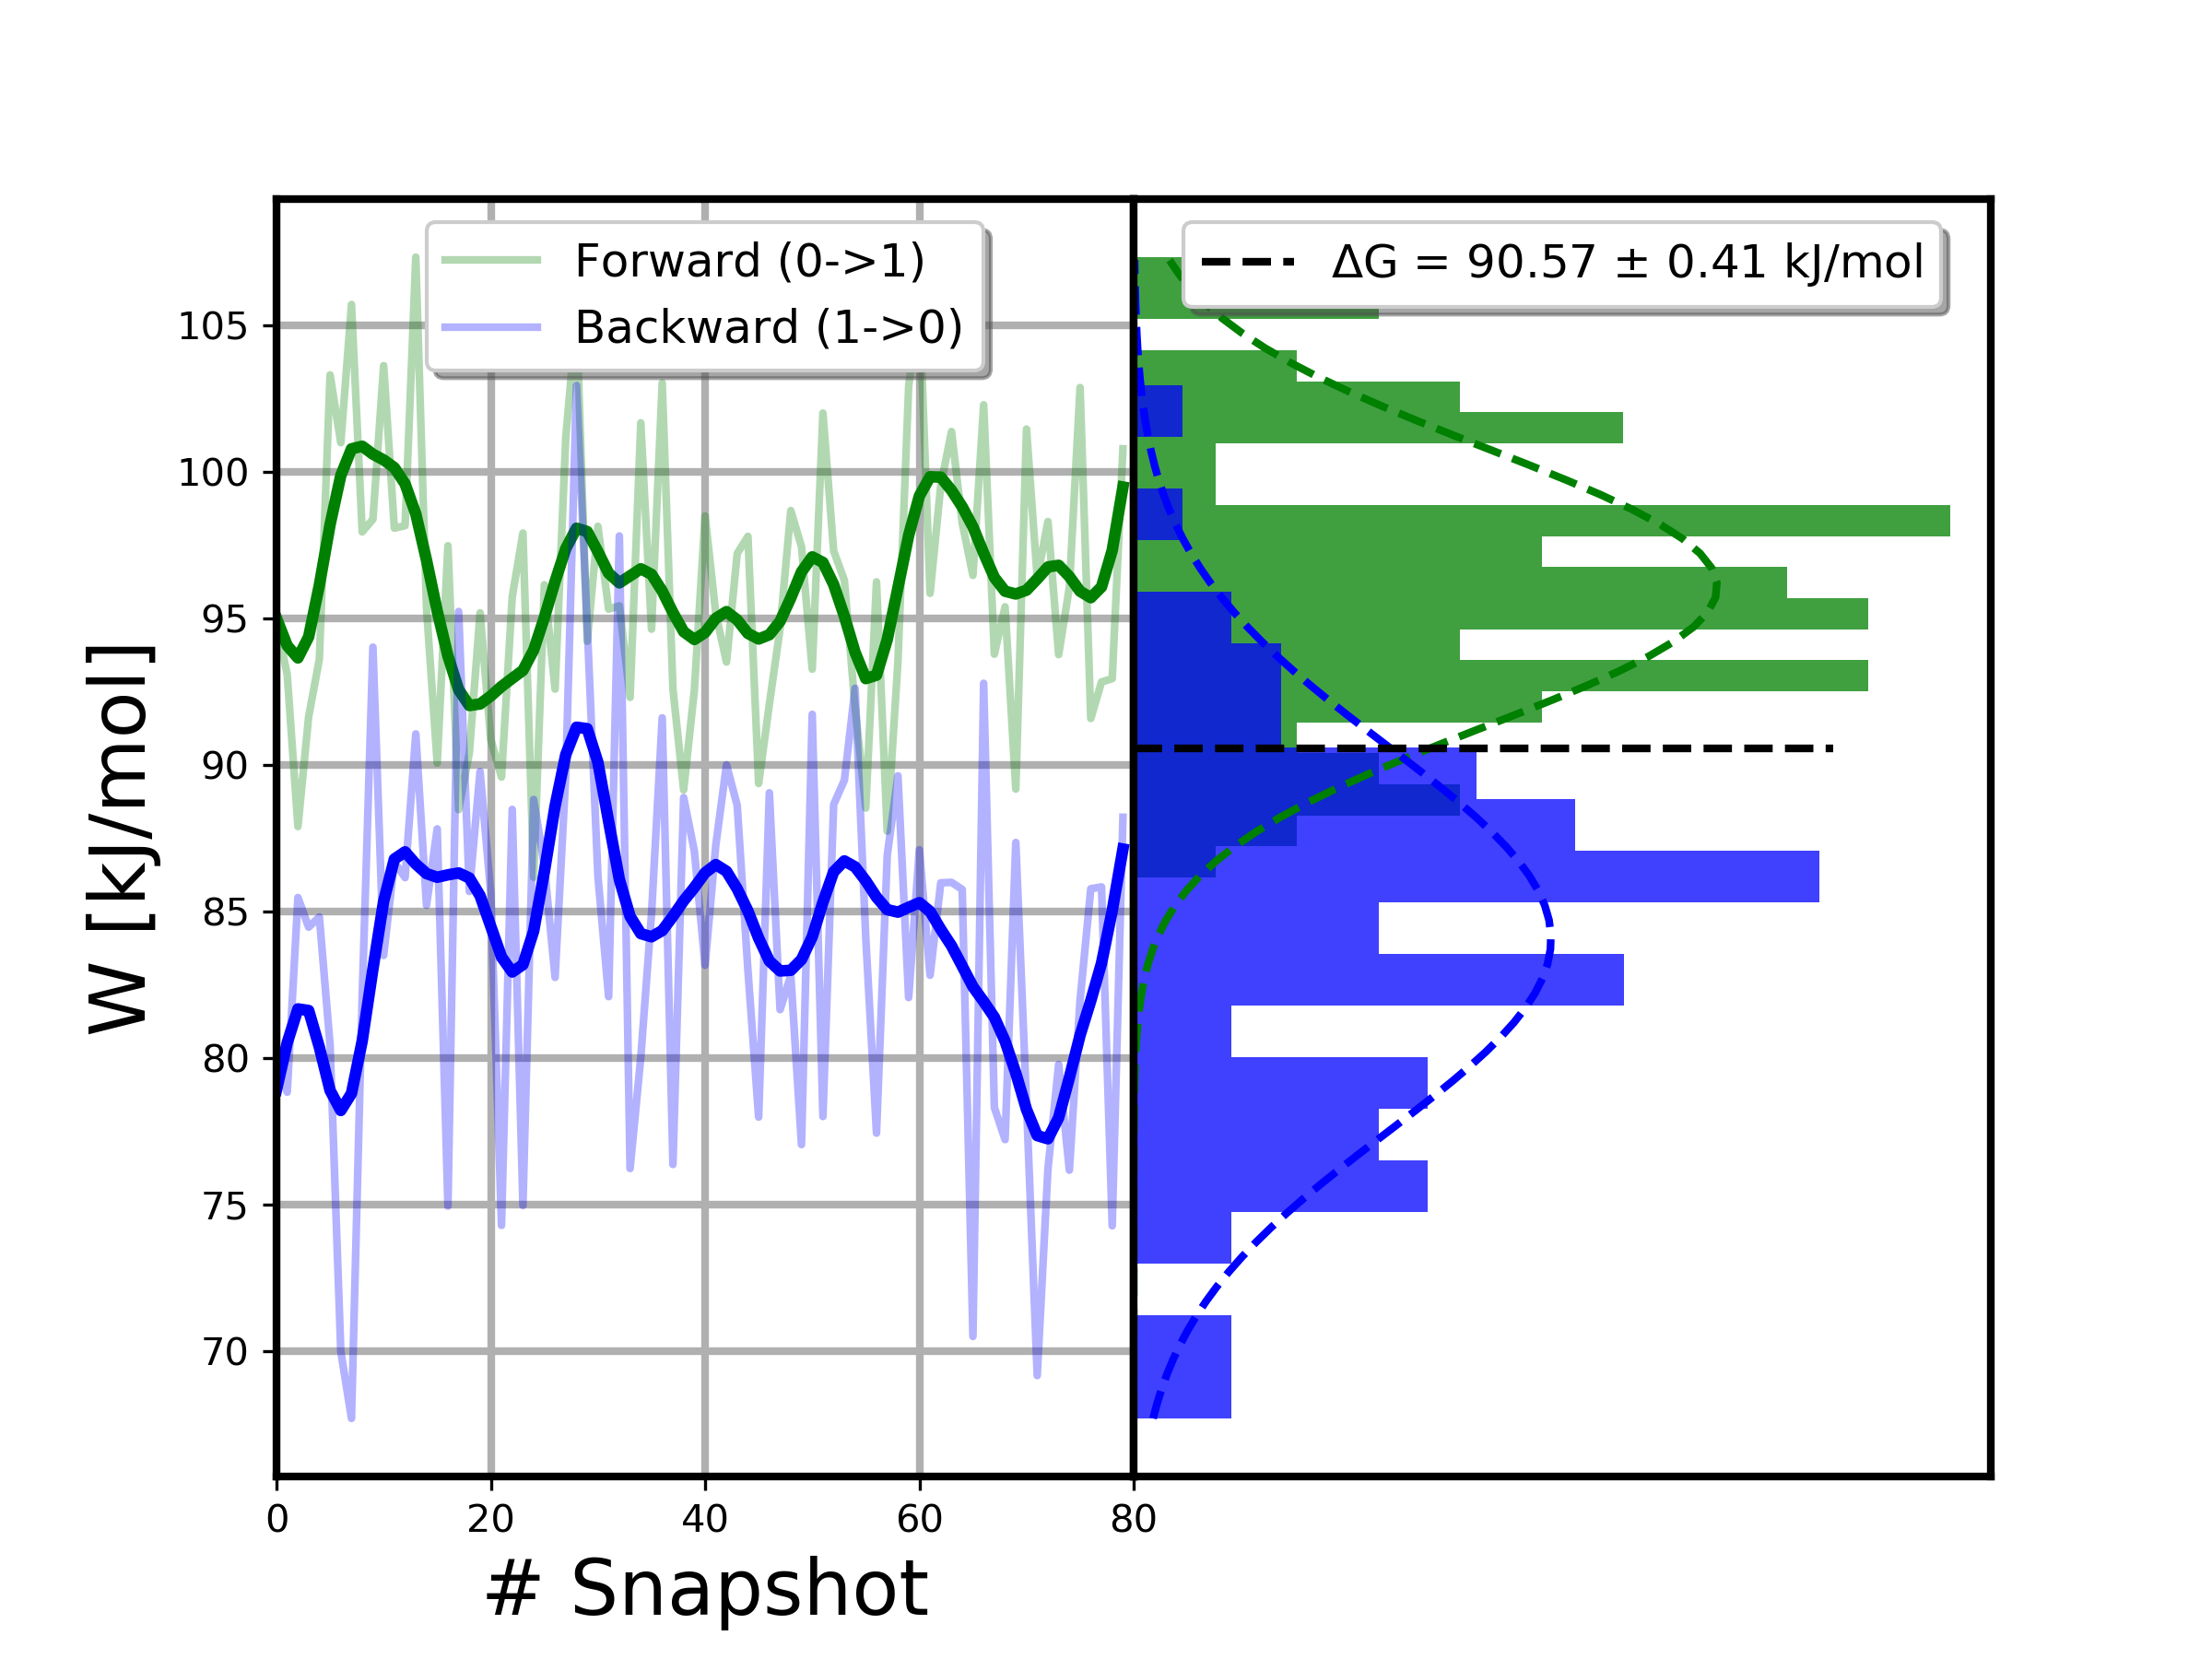 Forward (0->1)
Backward (1->0)
ΔG = 90.57 ± 0.41 kJ/mol
105
100
95
90
85
80
75
70
W [kJ/mol]
0 20 40 60 80
# Snapshot